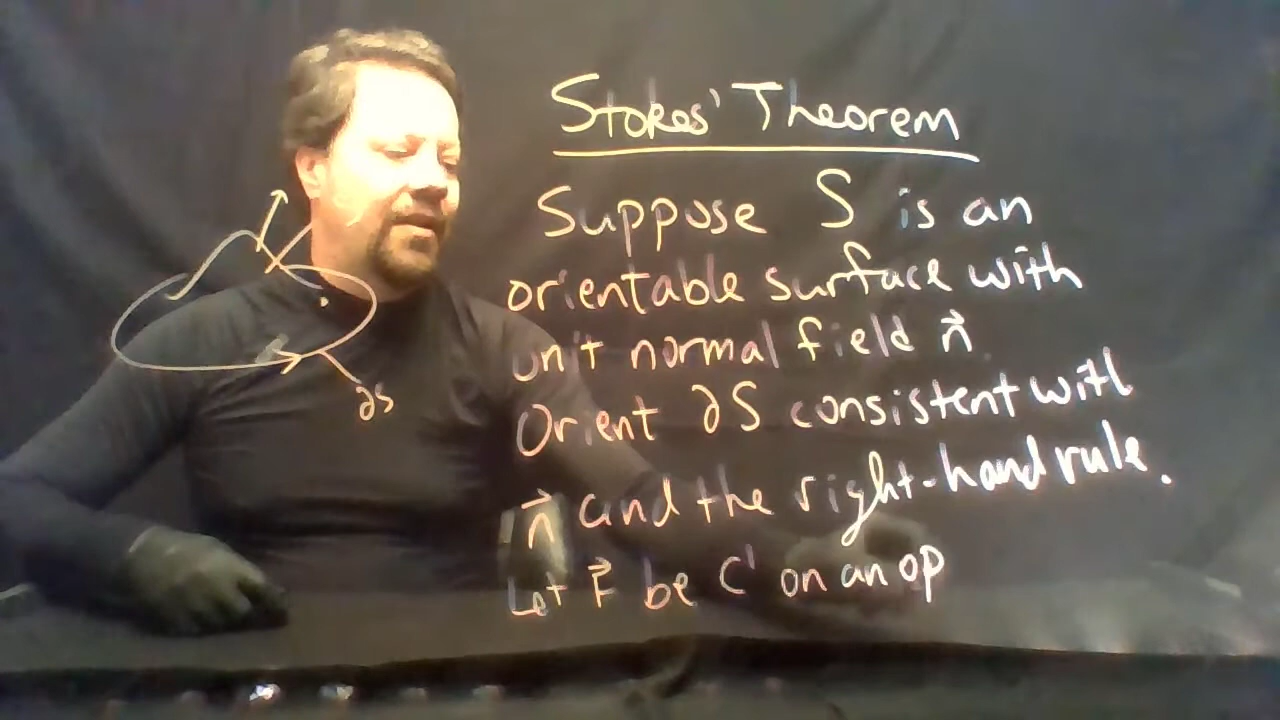 Stokes' Theorem
Suppose S is an
orientable surface with
unit normal field n⃗.
Orient ∂S consistent with
n⃗ and the right-hand rule.
Let F⃗ be C¹ on an op
∂S